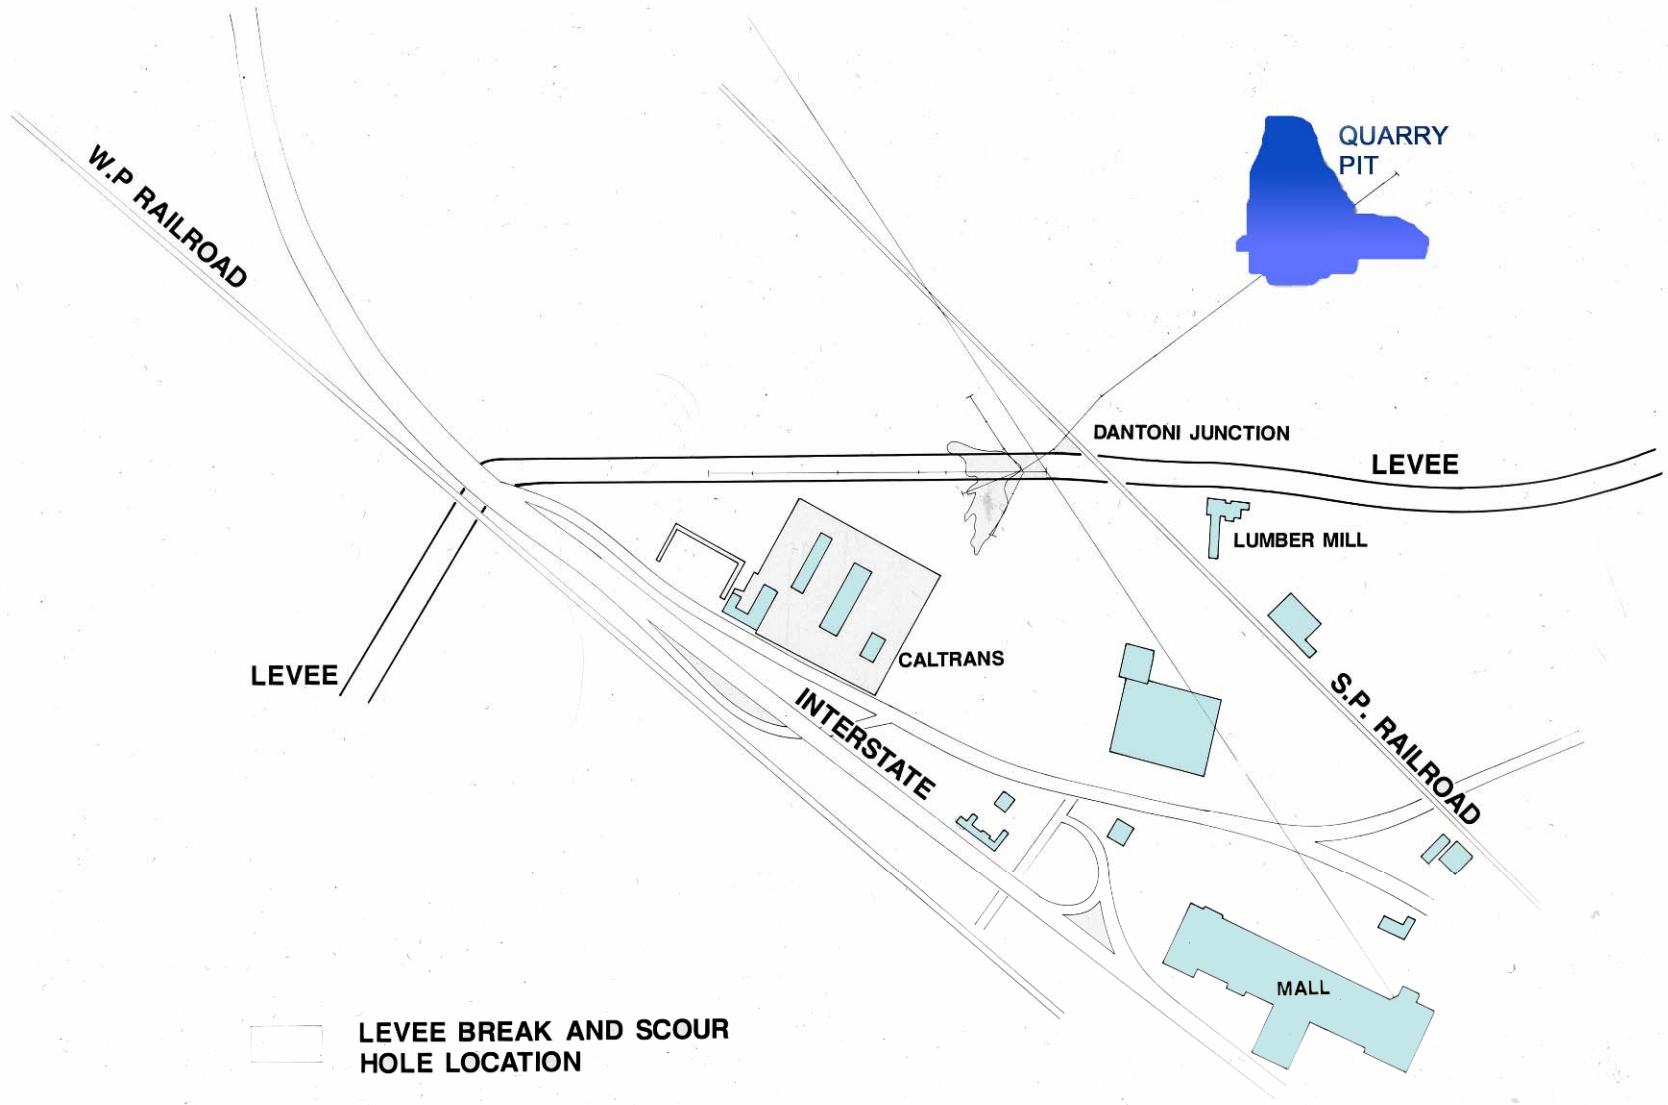 QUARRY
PIT
W.P RAILROAD
DANTONI JUNCTION
LEVEE
LUMBER MILL
LEVEE
CALTRANS
INTERSTATE
S.P. RAILROAD
MALL
LEVEE BREAK AND SCOUR
HOLE LOCATION